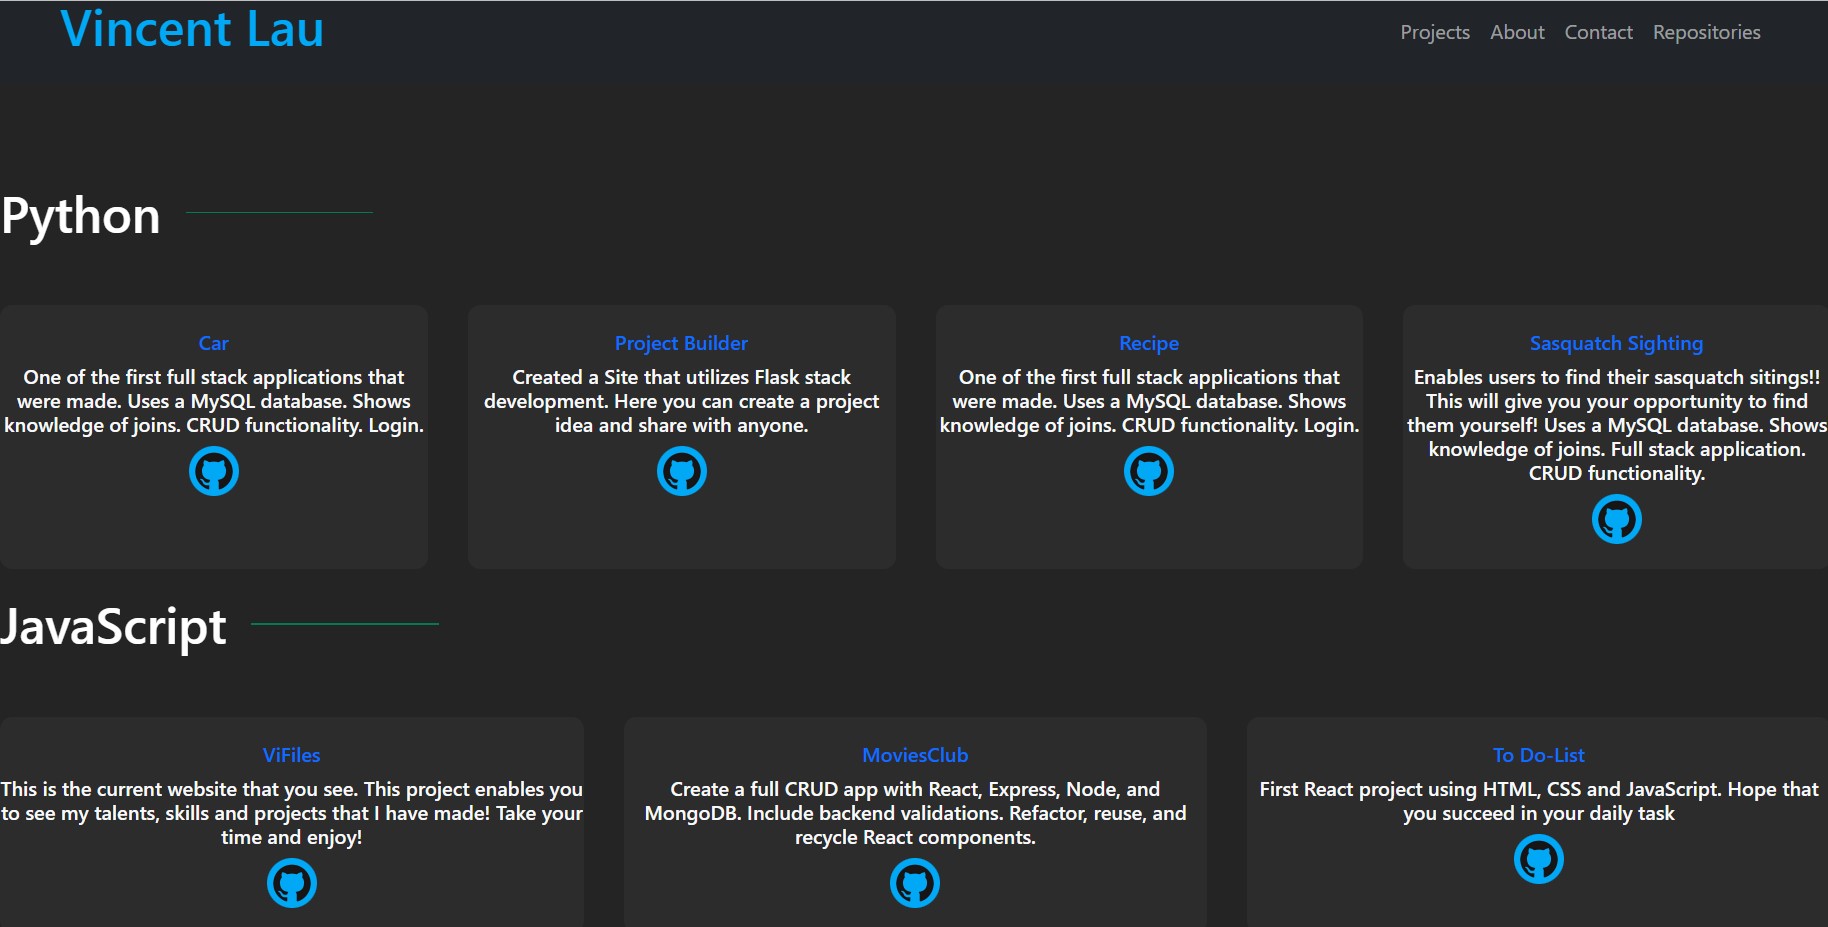 Vincent Lau
Projects About Contact Repositories
Python
Car
One of the first full stack applications that
were made. Uses a MySQL database. Shows
knowledge of joins. CRUD functionality. Login.
Project Builder
Created a Site that utilizes Flask stack
development. Here you can create a project
idea and share with anyone.
Recipe
One of the first full stack applications that
were made. Uses a MySQL database. Shows
knowledge of joins. CRUD functionality. Login.
Sasquatch Sighting
Enables users to find their sasquatch sitings!!
This will give you your opportunity to find
them yourself! Uses a MySQL database. Shows
knowledge of joins. Full stack application.
CRUD functionality.
JavaScript
ViFiles
This is the current website that you see. This project enables you
to see my talents, skills and projects that I have made! Take your
time and enjoy!
MoviesClub
Create a full CRUD app with React, Express, Node, and
MongoDB. Include backend validations. Refactor, reuse, and
recycle React components.
To Do-List
First React project using HTML, CSS and JavaScript. Hope that
you succeed in your daily task